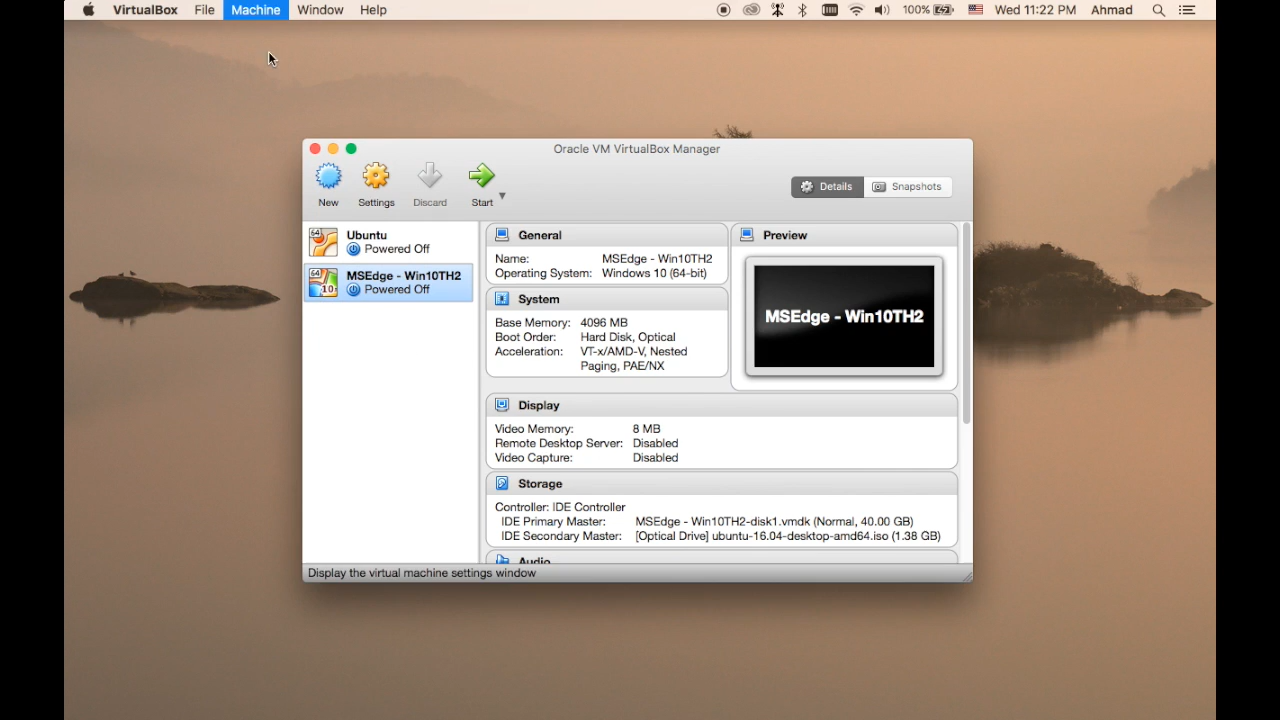 VirtualBox File Machine Window Help 100% Wed 11:22 PM Ahmad
Oracle VM VirtualBox Manager
New Settings Discard Start
Details Snapshots
64 Ubuntu
Powered Off
64 10 MSEdge - Win10TH2
Powered Off
General
Name: MSEdge - Win10TH2
Operating System: Windows 10 (64-bit)
System
Base Memory: 4096 MB
Boot Order: Hard Disk, Optical
Acceleration: VT-x/AMD-V, Nested
Paging, PAE/NX
Preview
MSEdge - Win10TH2
Display
Video Memory: 8 MB
Remote Desktop Server: Disabled
Video Capture: Disabled
Storage
Controller: IDE Controller
IDE Primary Master: MSEdge - Win10TH2-disk1.vmdk (Normal, 40.00 GB)
IDE Secondary Master: [Optical Drive] ubuntu-16.04-desktop-amd64.iso (1.38 GB)
Audio
Display the virtual machine settings window